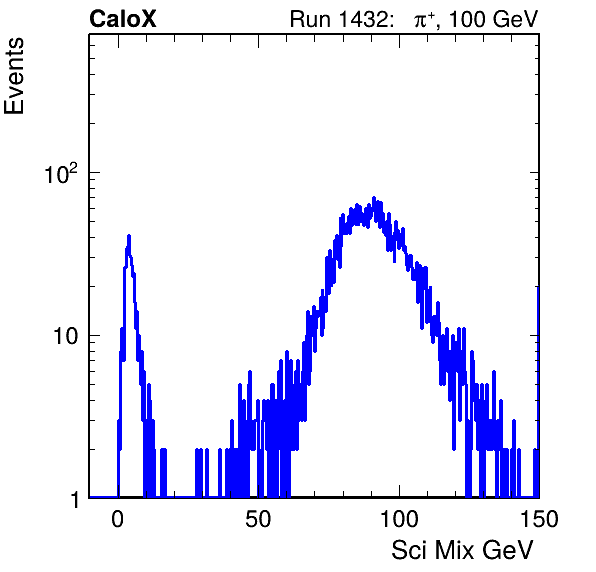 CaloX Run 1432: π⁺, 100 GeV
Events
10²
10
1
0 50 100 150
Sci Mix GeV